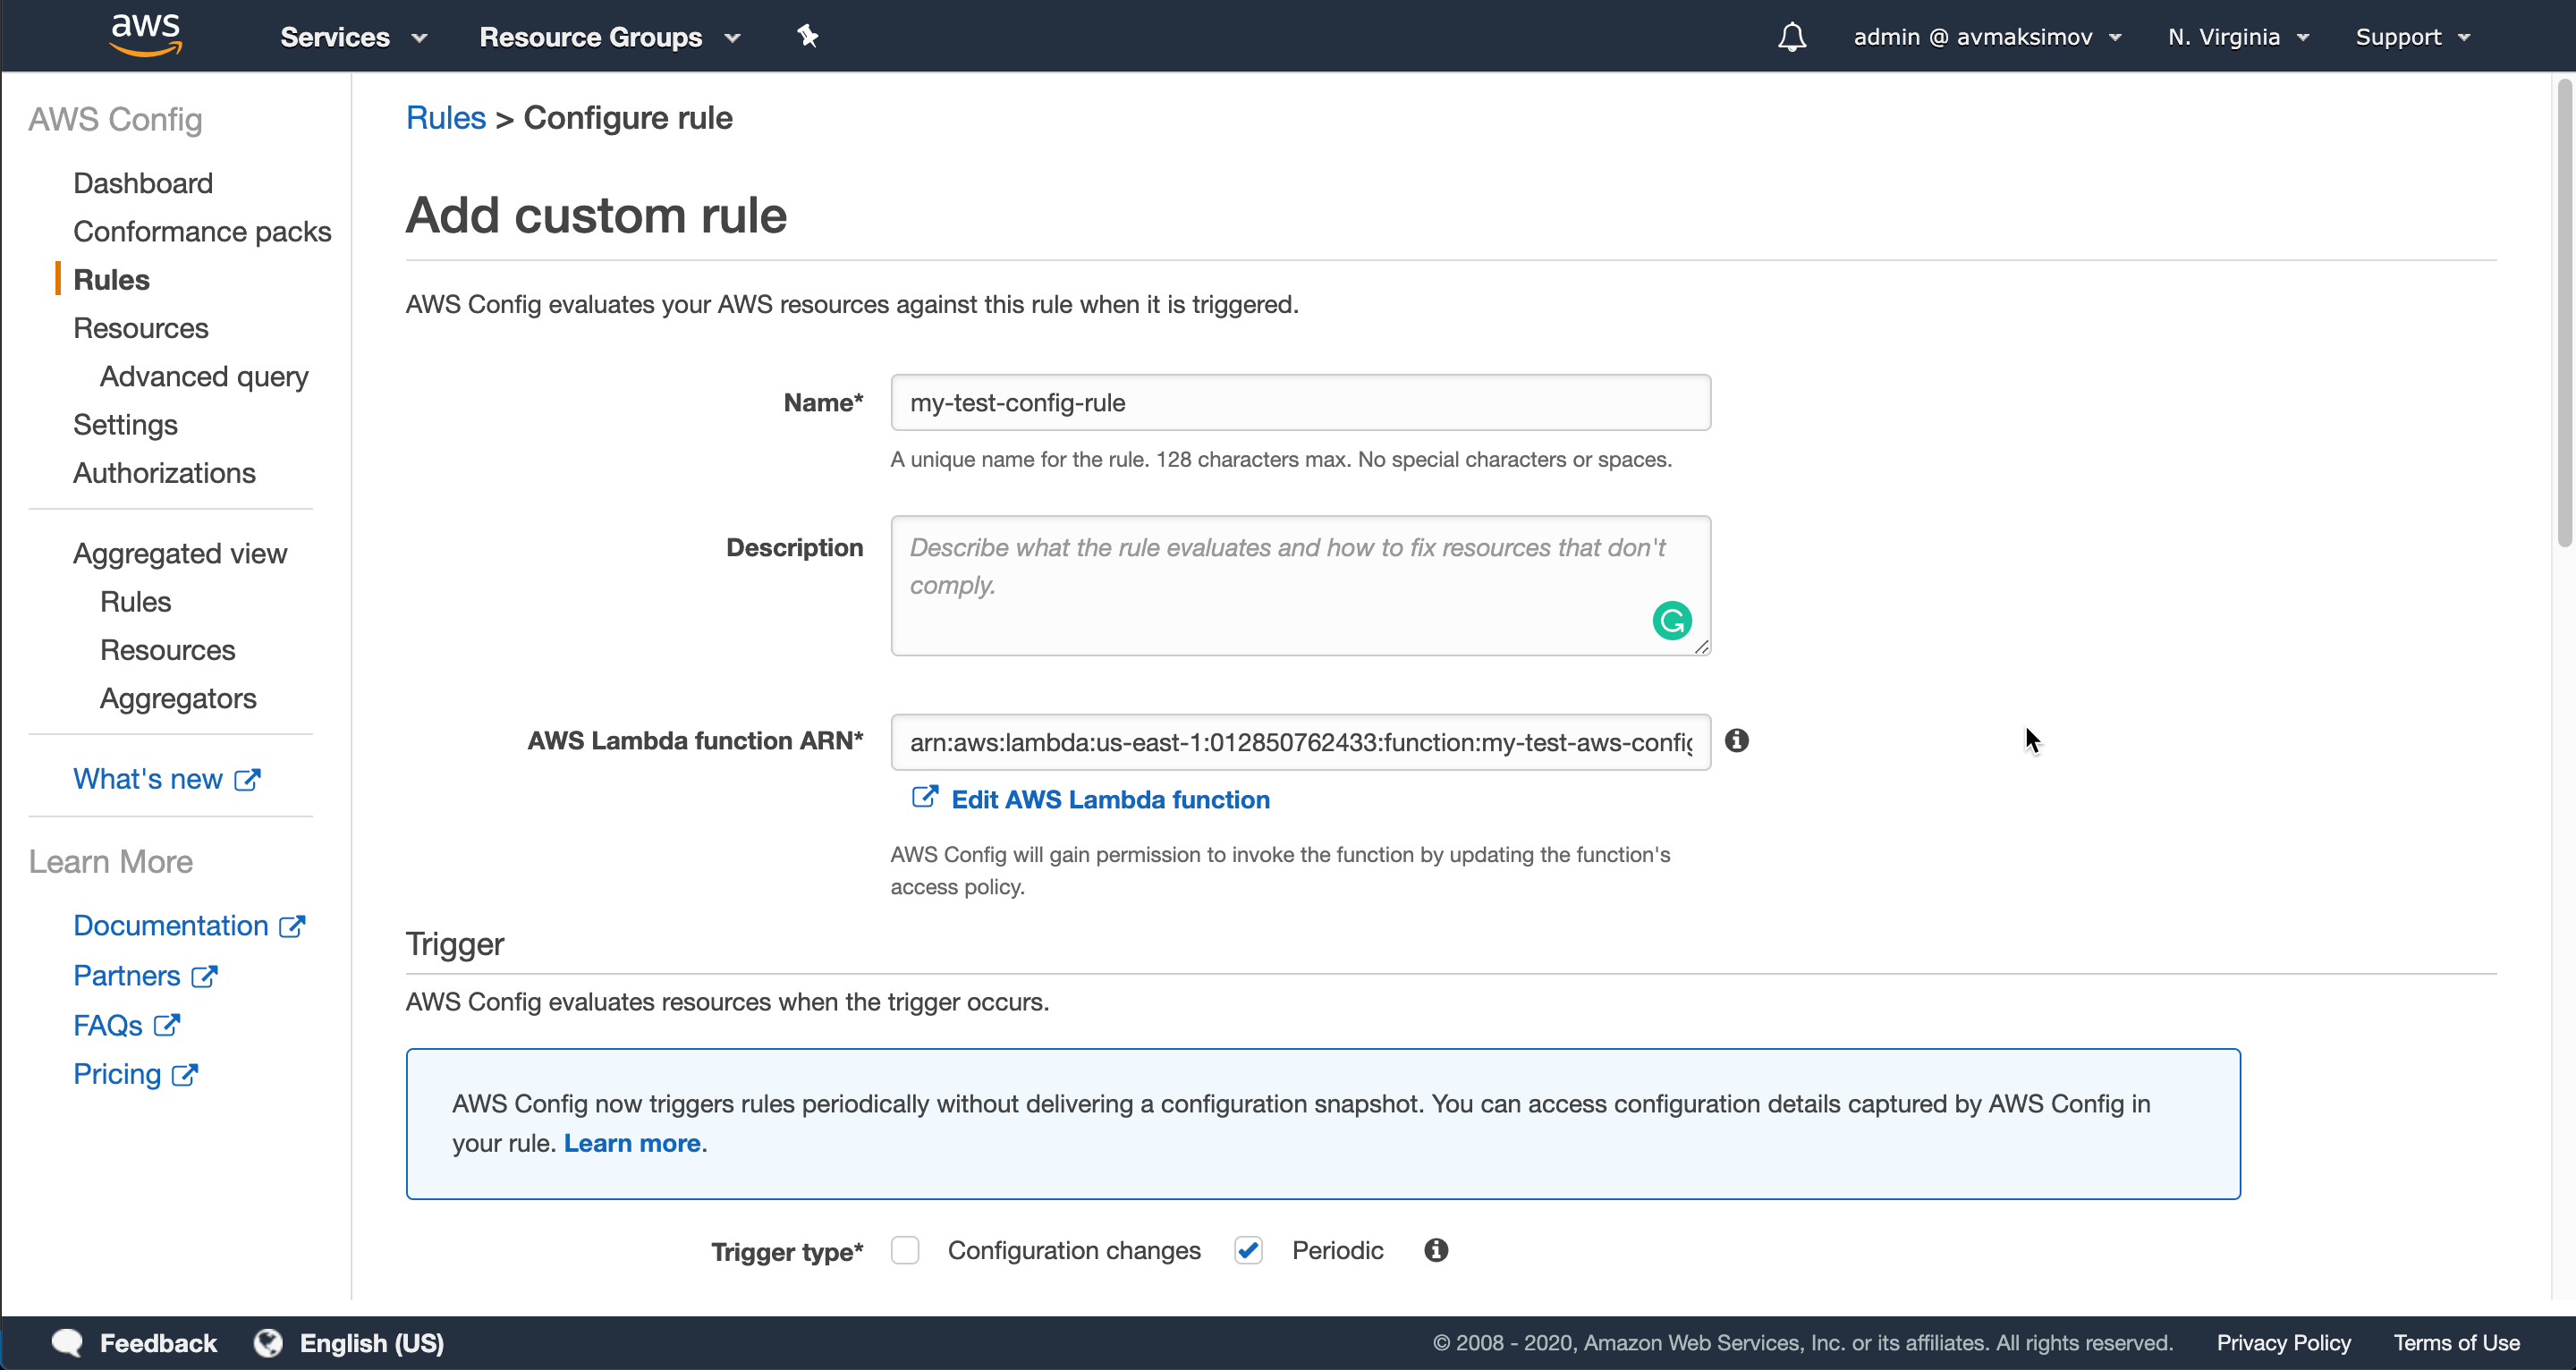 aws
Services
Resource Groups
admin @ avmaksimov
N. Virginia
Support
AWS Config
Dashboard
Conformance packs
Rules
Resources
Advanced query
Settings
Authorizations
Aggregated view
Rules
Resources
Aggregators
What's new
Learn More
Documentation
Partners
FAQs
Pricing
Rules > Configure rule
Add custom rule
AWS Config evaluates your AWS resources against this rule when it is triggered.
Name*
my-test-config-rule
A unique name for the rule. 128 characters max. No special characters or spaces.
Description
Describe what the rule evaluates and how to fix resources that don't
comply.
AWS Lambda function ARN*
arn:aws:lambda:us-east-1:012850762433:function:my-test-aws-config
Edit AWS Lambda function
AWS Config will gain permission to invoke the function by updating the function's
access policy.
Trigger
AWS Config evaluates resources when the trigger occurs.
AWS Config now triggers rules periodically without delivering a configuration snapshot. You can access configuration details captured by AWS Config in
your rule. Learn more.
Trigger type*
Configuration changes
Periodic
Feedback
English (US)
© 2008 - 2020, Amazon Web Services, Inc. or its affiliates. All rights reserved.
Privacy Policy
Terms of Use